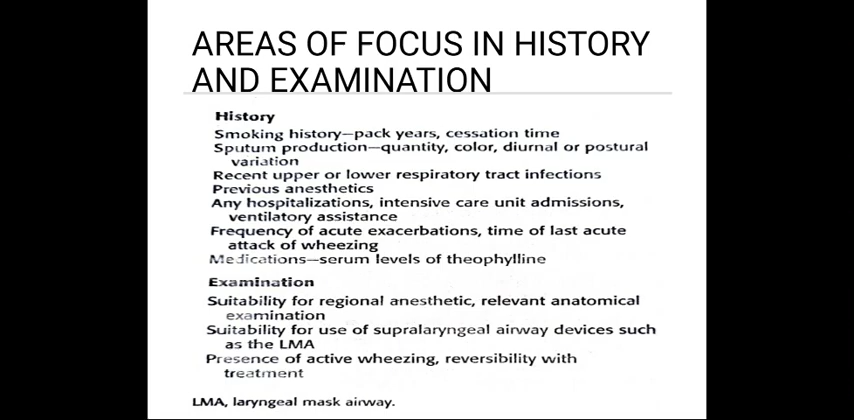 AREAS OF FOCUS IN HISTORY
AND EXAMINATION
History
Smoking history—pack years, cessation time
Sputum production—quantity, color, diurnal or postural
variation
Recent upper or lower respiratory tract infections
Previous anesthetics
Any hospitalizations, intensive care unit admissions,
ventilatory assistance
Frequency of acute exacerbations, time of last acute
attack of wheezing
Medications—serum levels of theophylline
Examination
Suitability for regional anesthetic, relevant anatomical
examination
Suitability for use of supralaryngeal airway devices such
as the LMA
Presence of active wheezing, reversibility with
treatment
LMA, laryngeal mask airway.